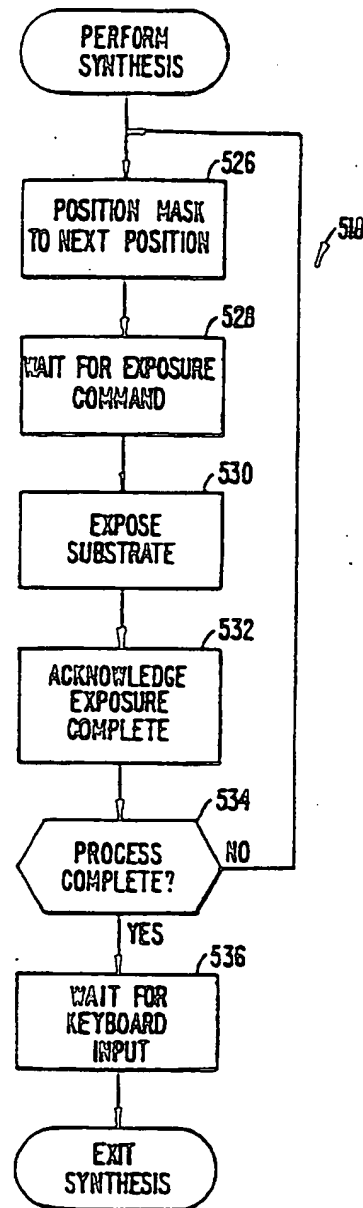 PERFORM
SYNTHESIS
526
POSITION MASK
TO NEXT POSITION
518
528
WAIT FOR EXPOSURE
COMMAND
530
EXPOSE
SUBSTRATE
532
ACKNOWLEDGE
EXPOSURE
COMPLETE
534
PROCESS
COMPLETE?
NO
YES
536
WAIT FOR
KEYBOARD
INPUT
EXIT
SYNTHESIS